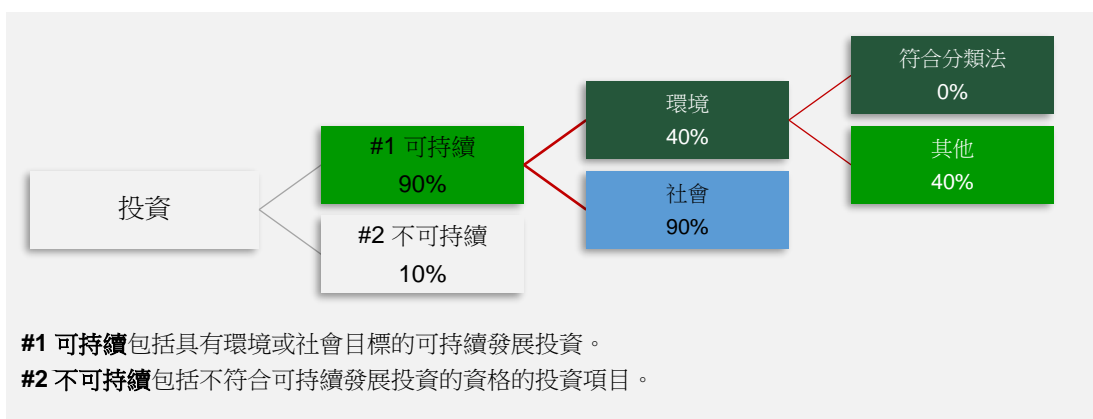 投資
#1 可持續
90%
#2 不可持續
10%
環境
40%
社會
90%
符合分類法
0%
其他
40%
#1 可持續包括具有環境或社會目標的可持續發展投資。
#2 不可持續包括不符合可持續發展投資的資格的投資項目。